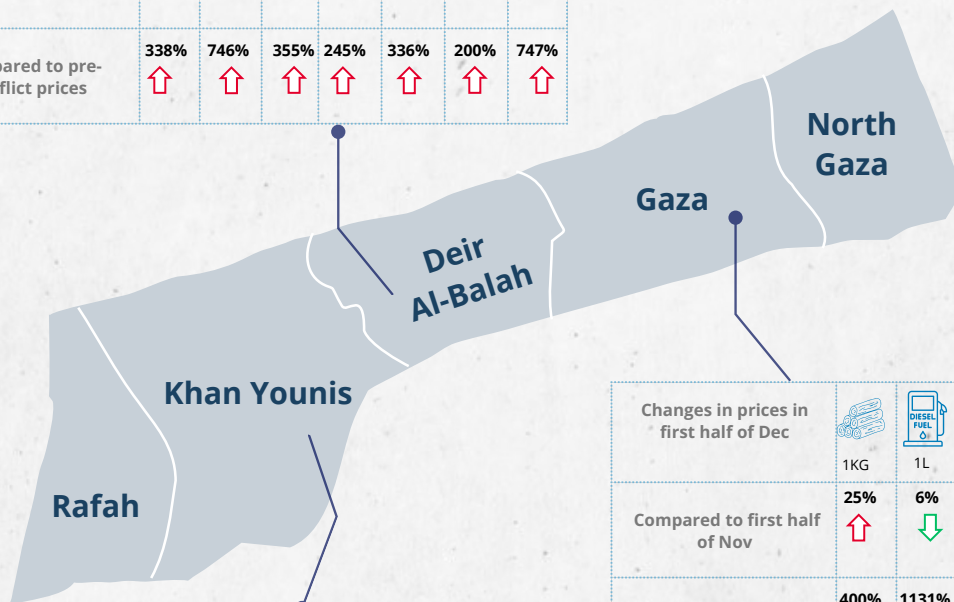 338% 746% 355% 245% 336% 200% 747%
pared to pre-
flict prices
North
Gaza
Gaza
Deir
Al-Balah
Khan Younis
Rafah
Changes in prices in
first half of Dec
DIESEL
FUEL
1KG 1L
Compared to first half
of Nov
25% 6%
400% 1131%